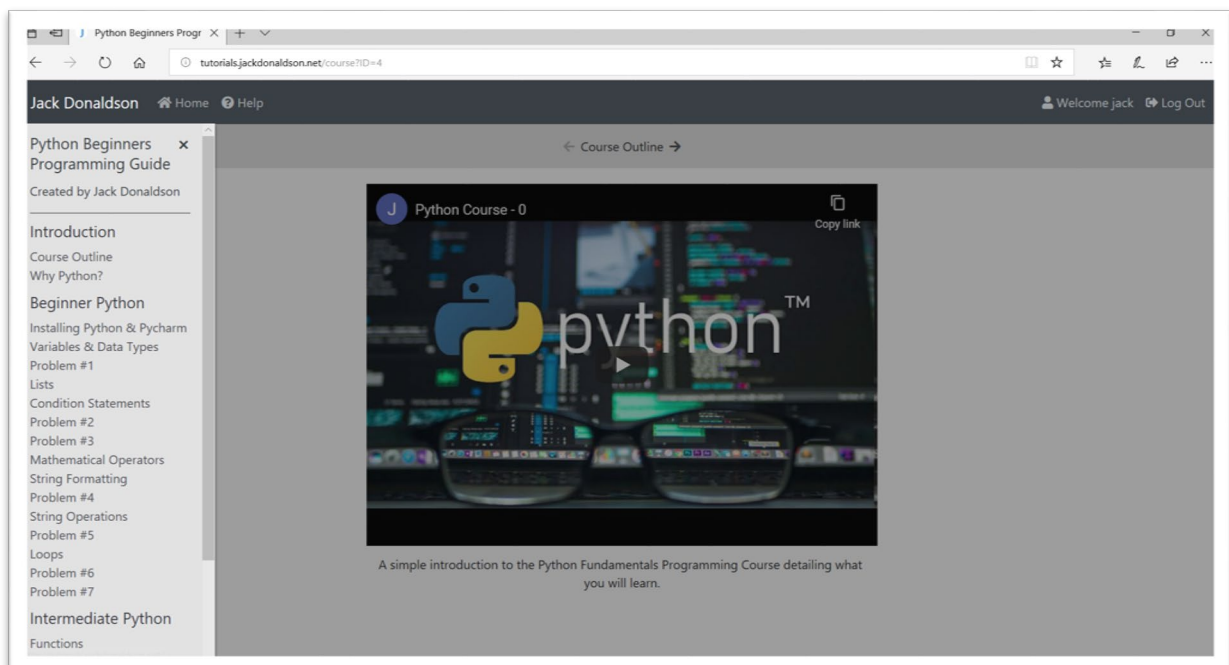 Python Beginners Progr
tutorials.jackdonaldson.net/course?ID=4
Jack Donaldson Home Help Welcome jack Log Out
Python Beginners
Programming Guide
Created by Jack Donaldson
Introduction
Course Outline
Why Python?
Beginner Python
Installing Python & Pycharm
Variables & Data Types
Problem #1
Lists
Condition Statements
Problem #2
Problem #3
Mathematical Operators
String Formatting
Problem #4
String Operations
Problem #5
Loops
Problem #6
Problem #7
Intermediate Python
Functions
← Course Outline →
J Python Course - 0
Copy link
python™
A simple introduction to the Python Fundamentals Programming Course detailing what
you will learn.